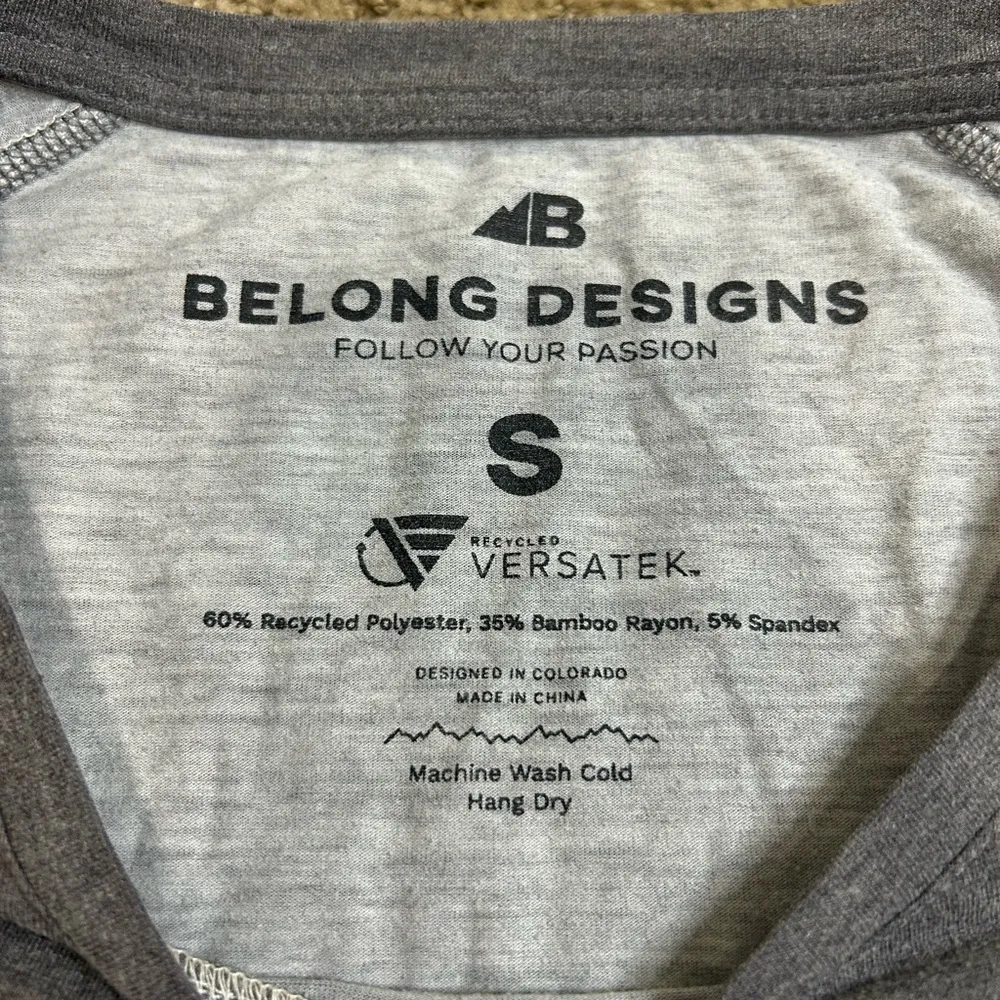 B
BELONG DESIGNS
FOLLOW YOUR PASSION
S
RECYCLED
VERSATEK™
60% Recycled Polyester, 35% Bamboo Rayon, 5% Spandex
DESIGNED IN COLORADO
MADE IN CHINA
Machine Wash Cold
Hang Dry